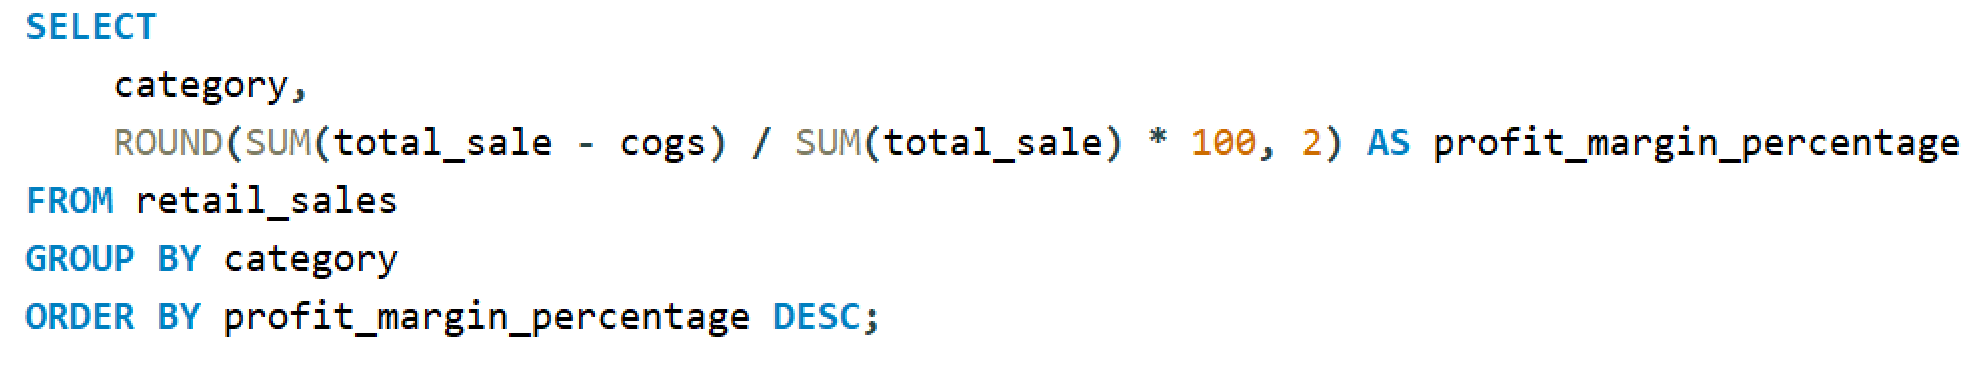 SELECT
    category,
    ROUND(SUM(total_sale - cogs) / SUM(total_sale) * 100, 2) AS profit_margin_percentage
FROM retail_sales
GROUP BY category
ORDER BY profit_margin_percentage DESC;